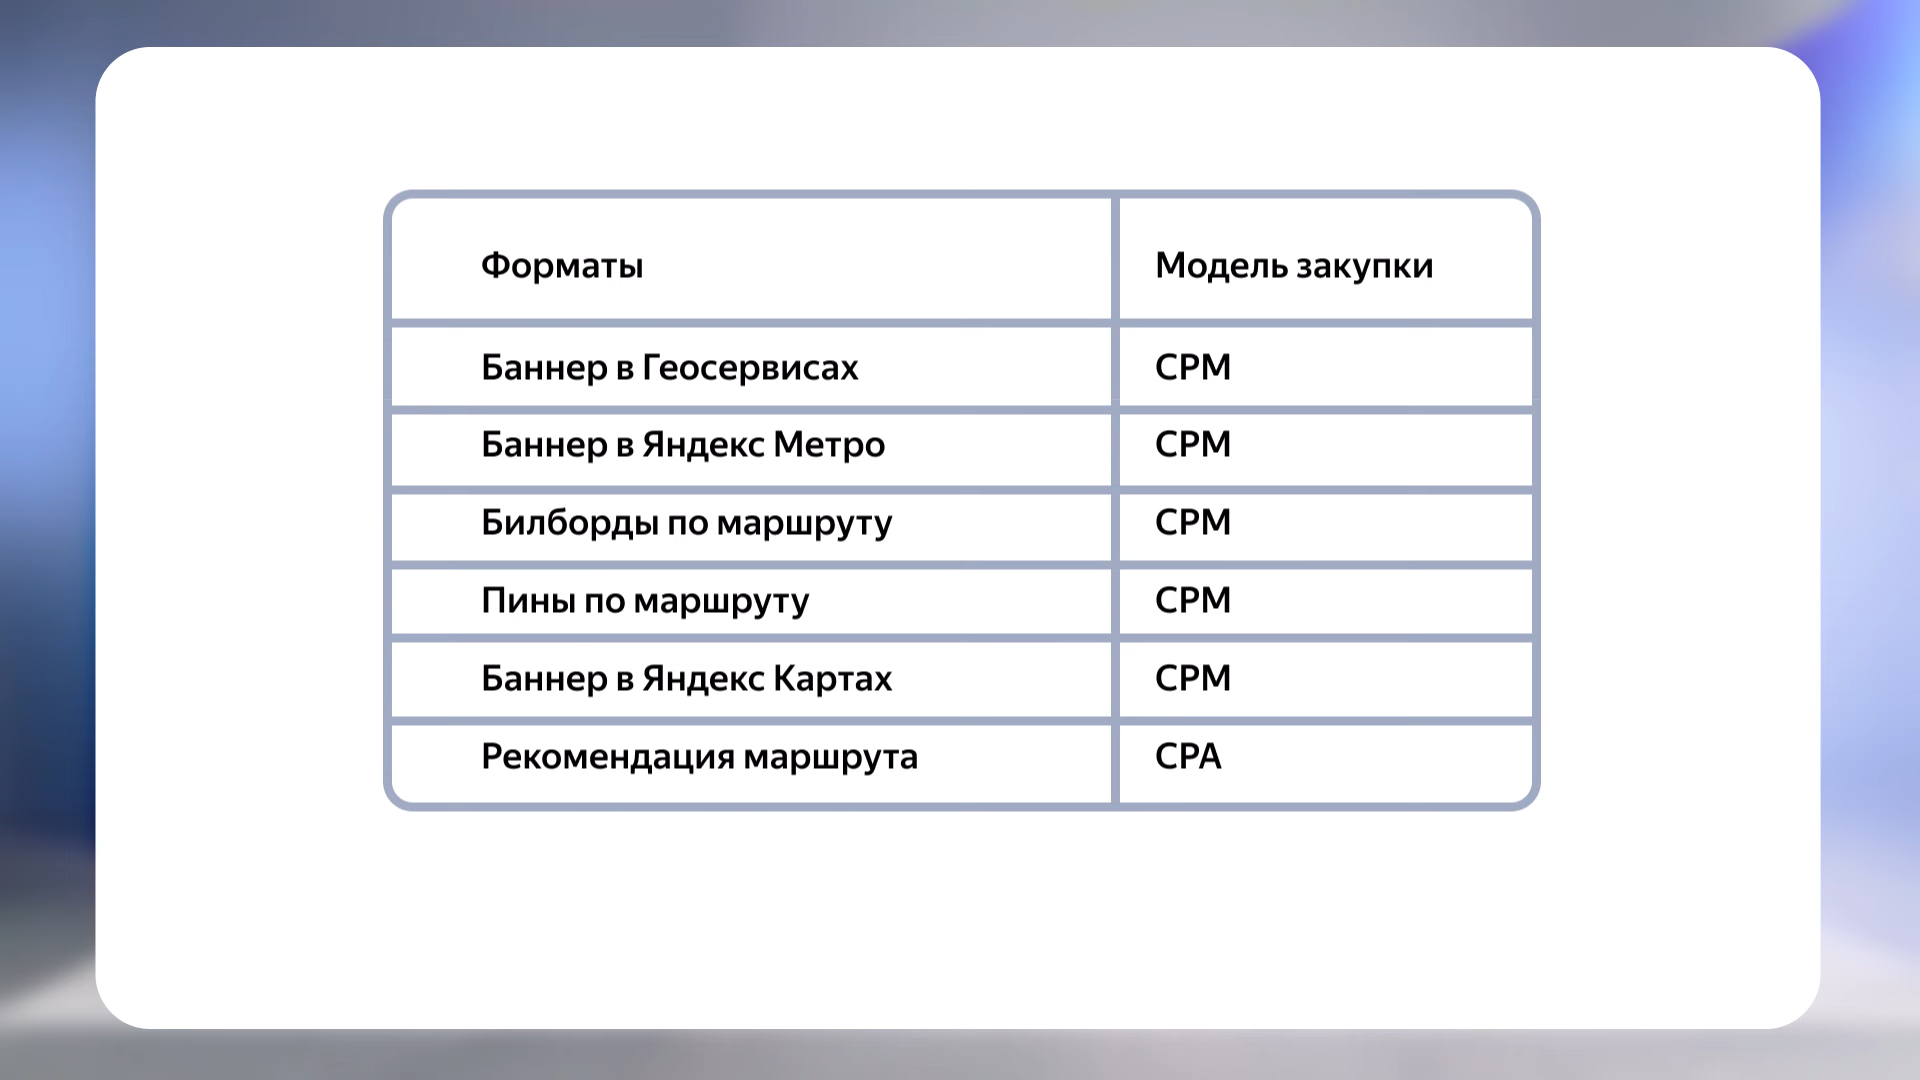 Форматы
Модель закупки
Баннер в Геосервисах
CPM
Баннер в Яндекс Метро
CPM
Билборды по маршруту
CPM
Пины по маршруту
CPM
Баннер в Яндекс Картах
CPM
Рекомендация маршрута
CPA